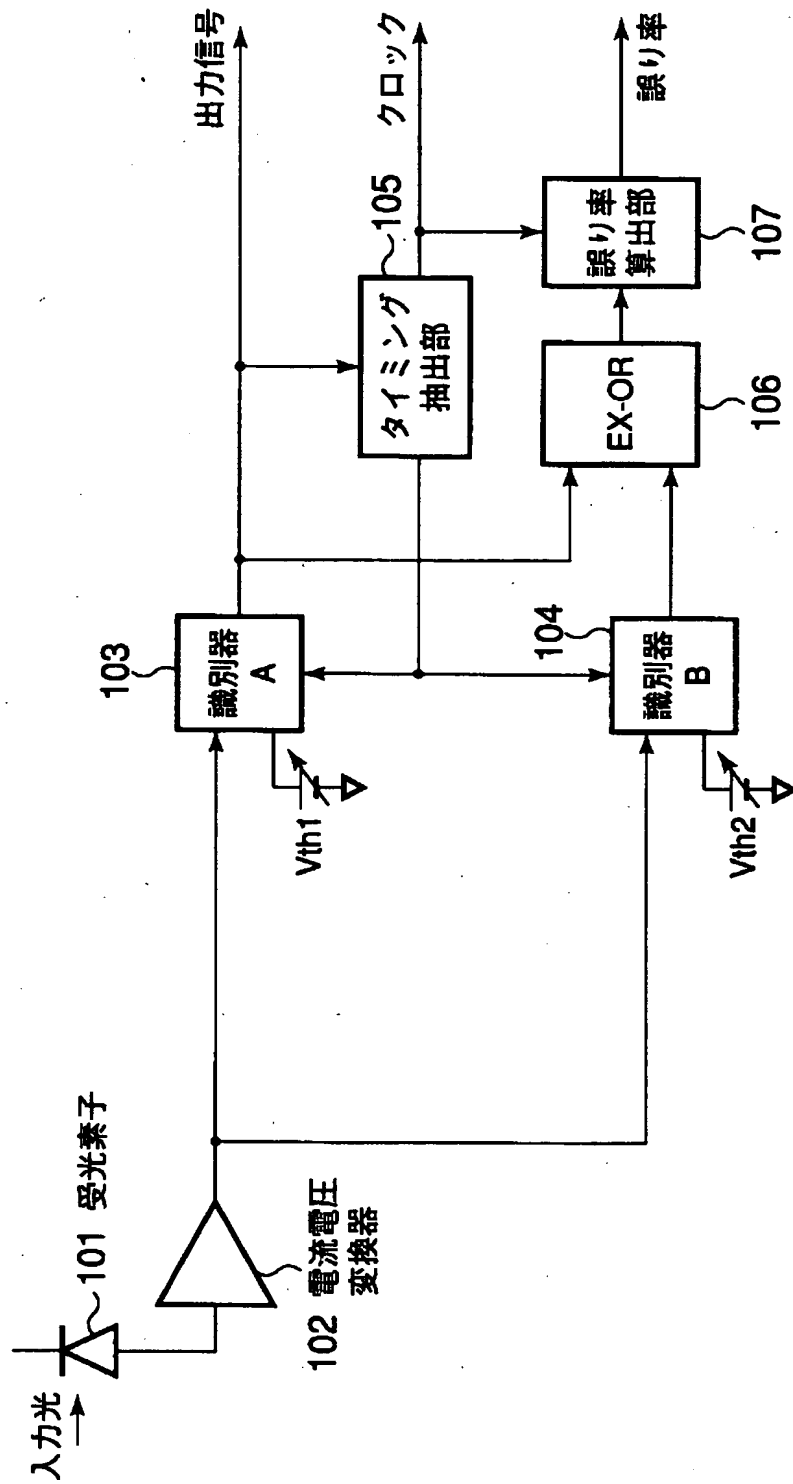 入力光
101 受光素子
102 電流電圧
変換器
103
識別器
A
Vth1
104
識別器
B
Vth2
105
タイミング
抽出部
EX-OR
106
誤り率
算出部
107
出力信号
クロック
誤り率